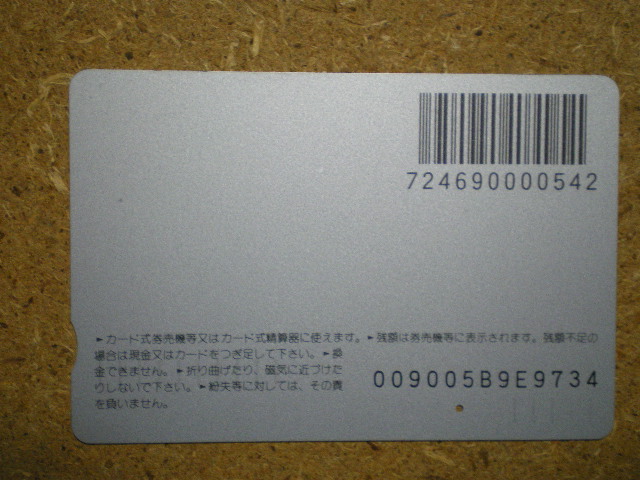 724690000542
►カード式券売機等又はカード式精算器に使えます。►残額は券売機等に表示されます。残額不足の
場合は現金又はカードをつぎ足して下さい。►換
金できません。►折り曲げたり、磁気に近づけた
りしないで下さい。►紛失等に対しては、その責
を負いません。
009005B9E9734